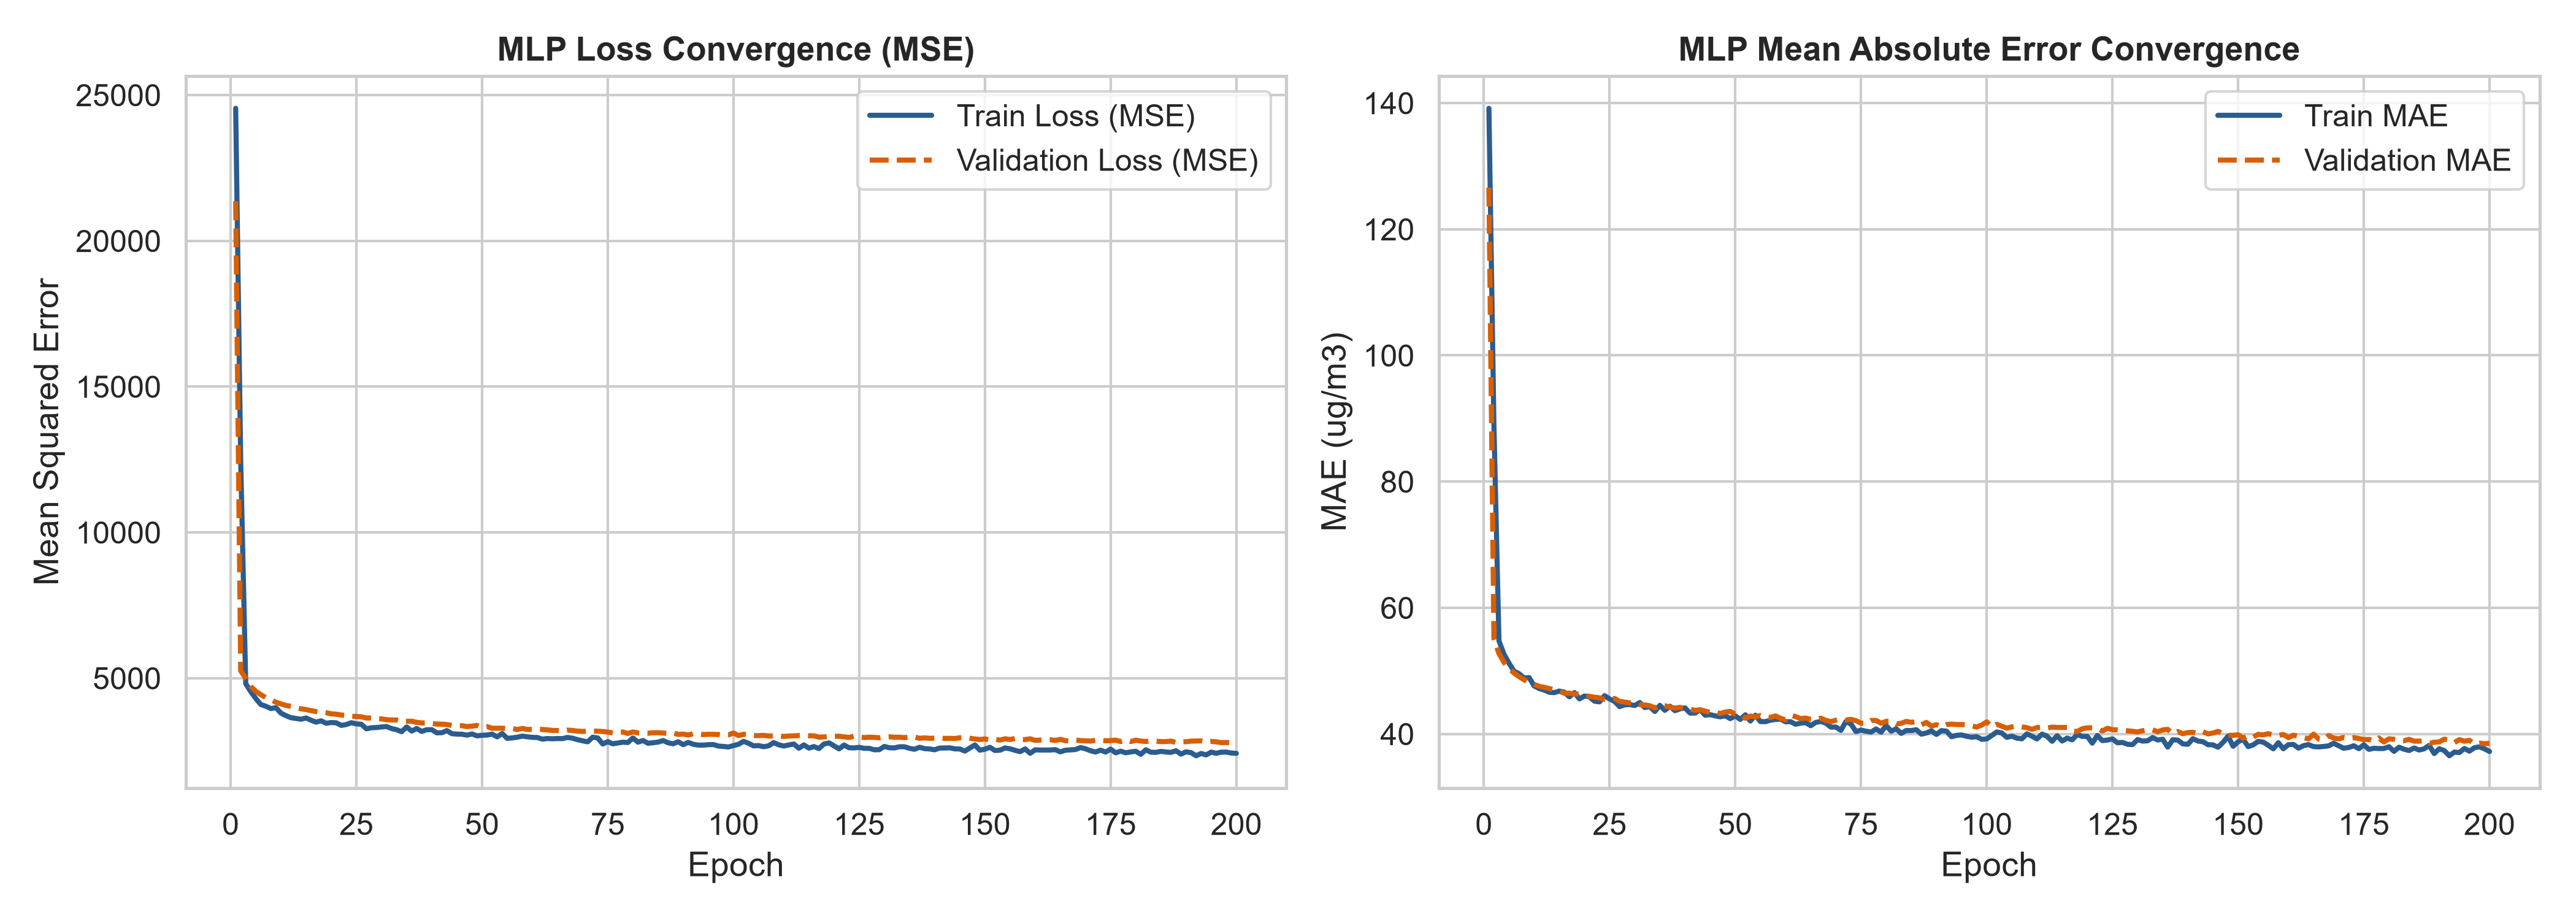 MLP Loss Convergence (MSE)
25000
20000
15000
10000
5000
Mean Squared Error
Train Loss (MSE)
Validation Loss (MSE)
0 25 50 75 100 125 150 175 200
Epoch
MLP Mean Absolute Error Convergence
140
120
100
80
60
40
MAE (ug/m3)
Train MAE
Validation MAE
0 25 50 75 100 125 150 175 200
Epoch